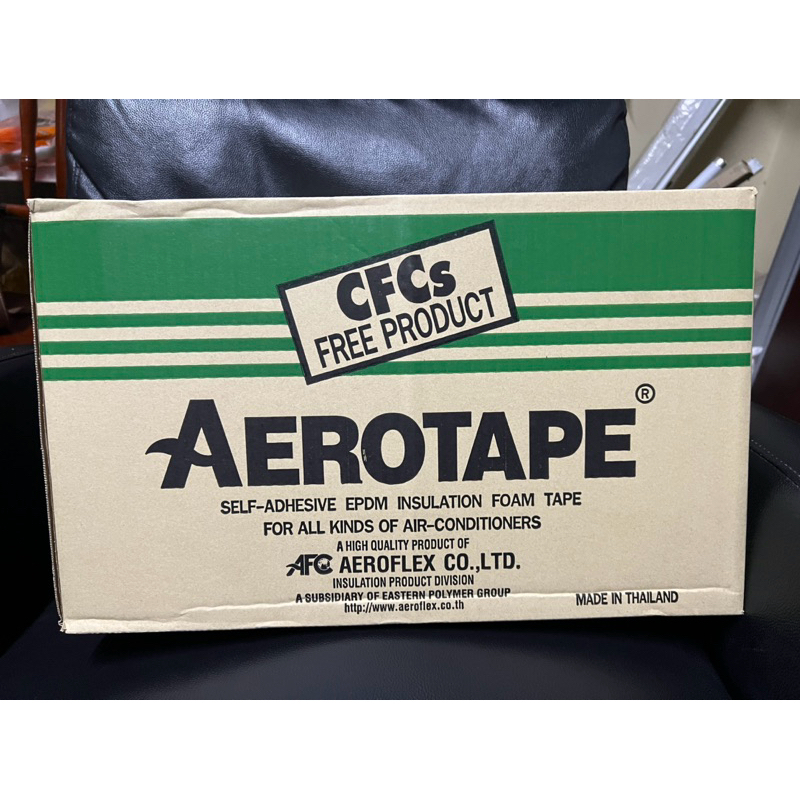 CFCs
FREE PRODUCT
AEROTAPE®
SELF-ADHESIVE EPDM INSULATION FOAM TAPE
FOR ALL KINDS OF AIR-CONDITIONERS
A HIGH QUALITY PRODUCT OF
AFC AEROFLEX CO.,LTD.
INSULATION PRODUCT DIVISION
A SUBSIDIARY OF EASTERN POLYMER GROUP
http://www.aeroflex.co.th
MADE IN THAILAND